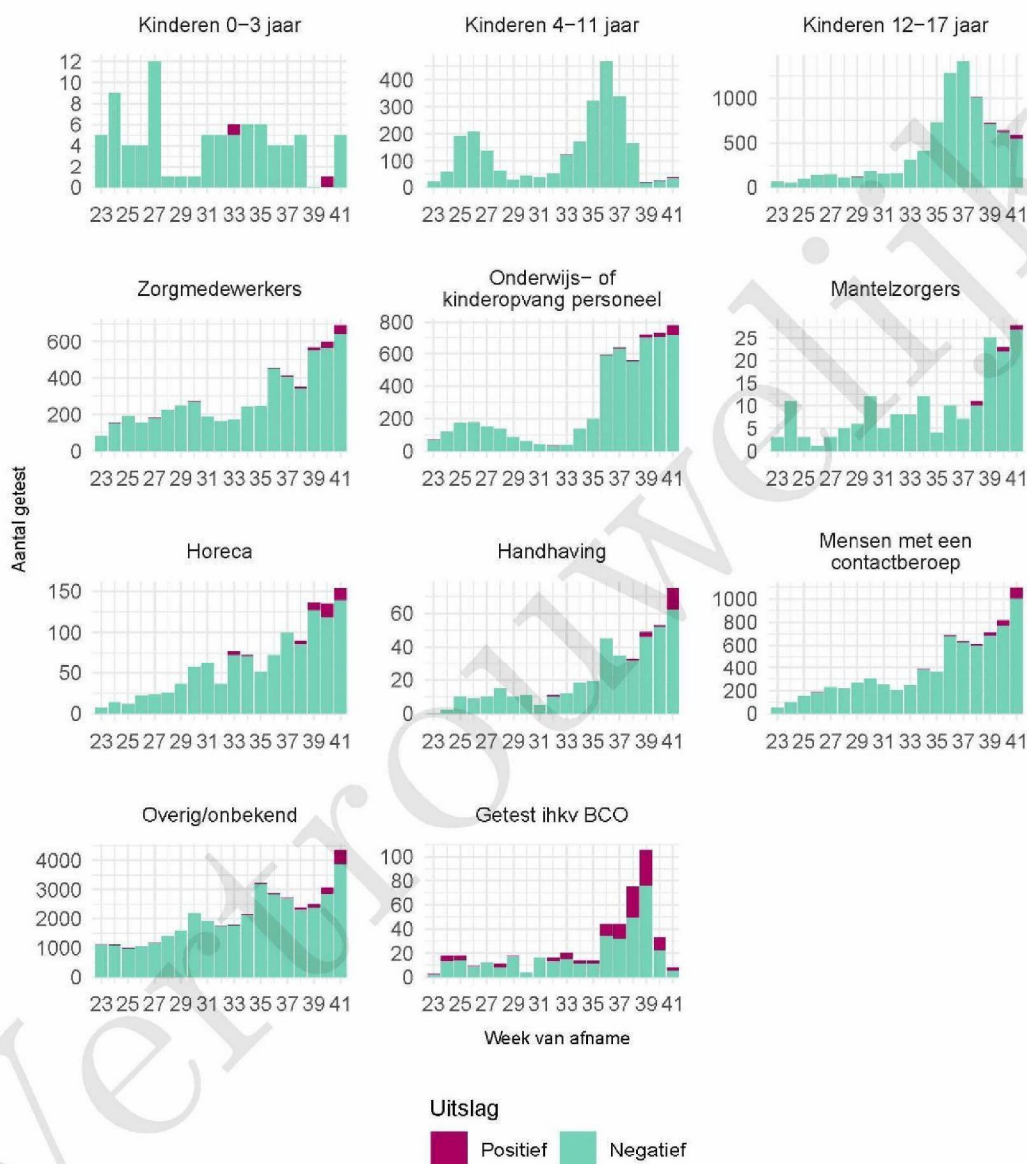 Kinderen 0−3 jaar
Kinderen 4−11 jaar
Kinderen 12−17 jaar
12
10
8
6
4
2
0
23 25 27 29 31 33 35 37 39 41
400
300
200
100
0
23 25 27 29 31 33 35 37 39 41
1000
500
0
23 25 27 29 31 33 35 37 39 41
Zorgmedewerkers
Onderwijs− of
kinderopvang personeel
Mantelzorgers
600
400
200
0
23 25 27 29 31 33 35 37 39 41
800
600
400
200
0
23 25 27 29 31 33 35 37 39 41
25
20
15
10
5
0
23 25 27 29 31 33 35 37 39 41
Aantal getest
Horeca
Handhaving
Mensen met een
contactberoep
150
100
50
0
23 25 27 29 31 33 35 37 39 41
60
40
20
0
23 25 27 29 31 33 35 37 39 41
1000
800
600
400
200
0
23 25 27 29 31 33 35 37 39 41
Overig/onbekend
Getest ihkv BCO
4000
3000
2000
1000
0
23 25 27 29 31 33 35 37 39 41
100
80
60
40
20
0
23 25 27 29 31 33 35 37 39 41
Week van afname
Uitslag
Positief
Negatief
Vertrouwelijk